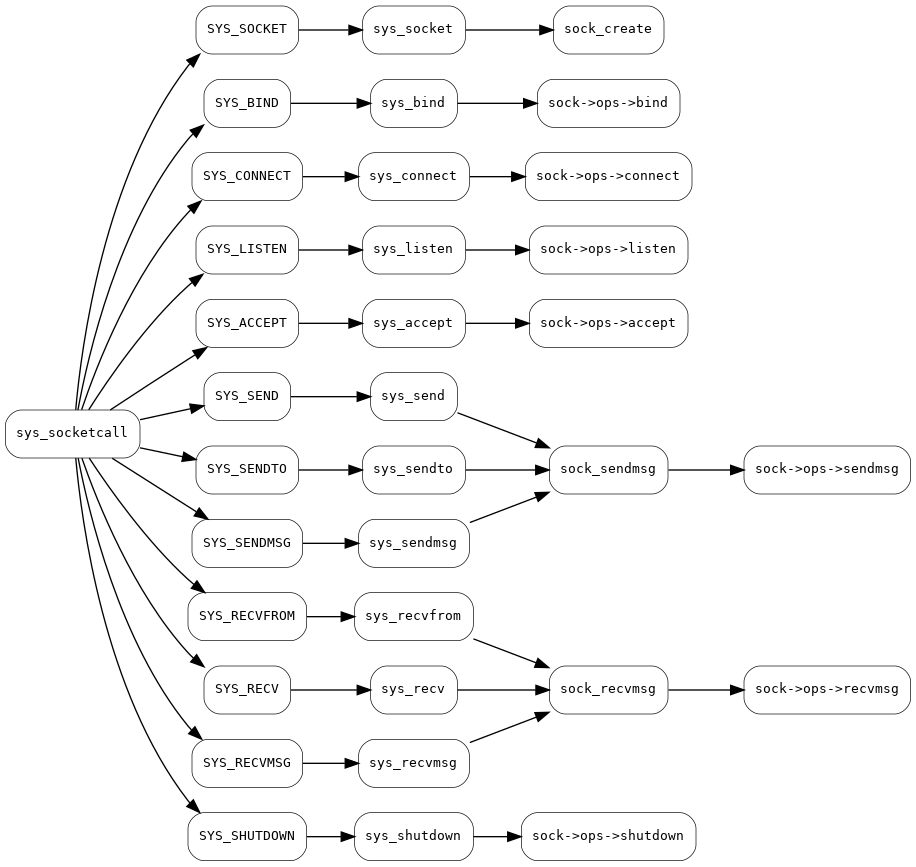 SYS_SOCKET sys_socket sock_create
SYS_BIND sys_bind sock->ops->bind
SYS_CONNECT sys_connect sock->ops->connect
SYS_LISTEN sys_listen sock->ops->listen
SYS_ACCEPT sys_accept sock->ops->accept
SYS_SEND sys_send
sys_socketcall
SYS_SENDTO sys_sendto sock_sendmsg sock->ops->sendmsg
SYS_SENDMSG sys_sendmsg
SYS_RECVFROM sys_recvfrom
SYS_RECV sys_recv sock_recvmsg sock->ops->recvmsg
SYS_RECVMSG sys_recvmsg
SYS_SHUTDOWN sys_shutdown sock->ops->shutdown